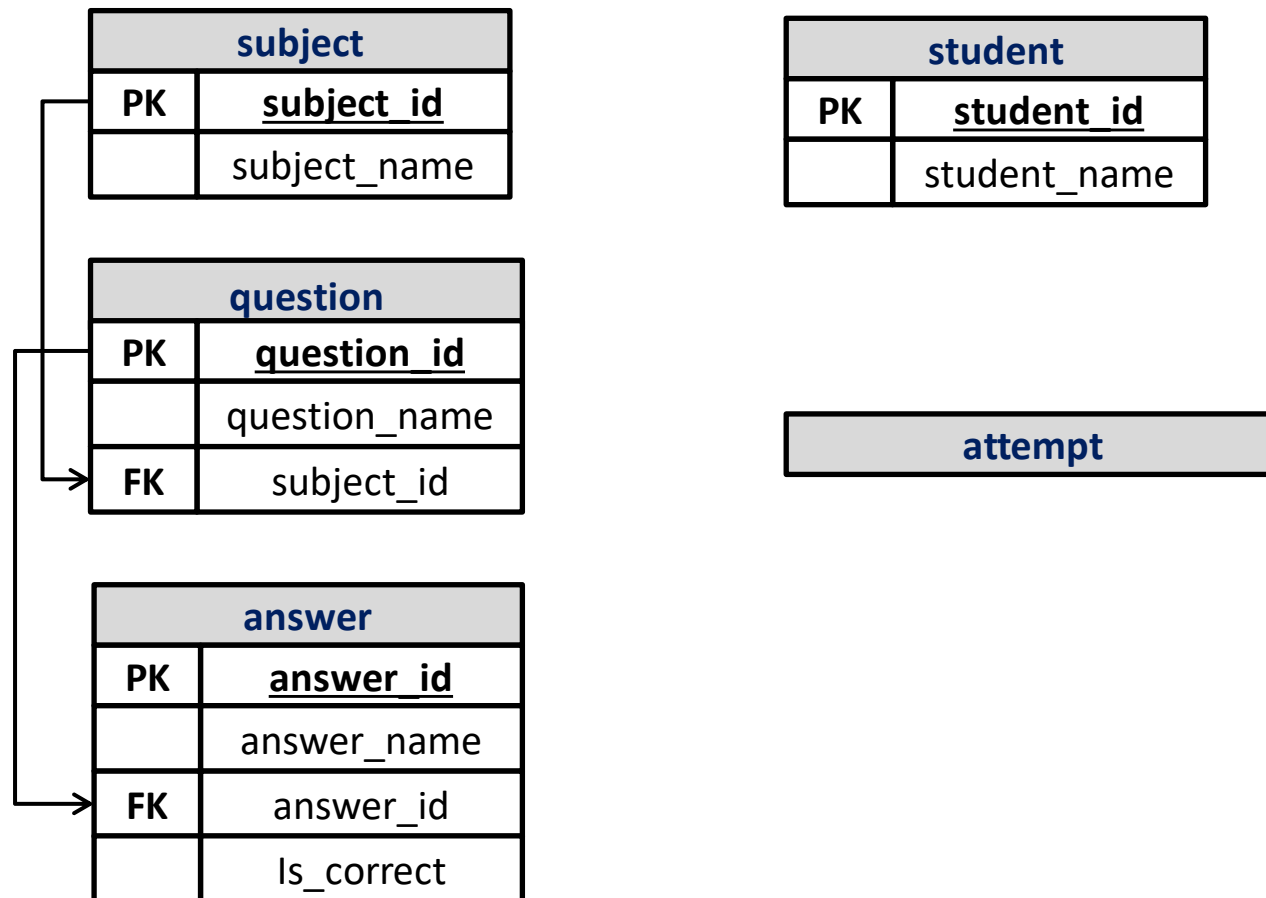 subject
PK subject_id
subject_name
question
PK question_id
question_name
FK subject_id
answer
PK answer_id
answer_name
FK answer_id
Is_correct
student
PK student_id
student_name
attempt